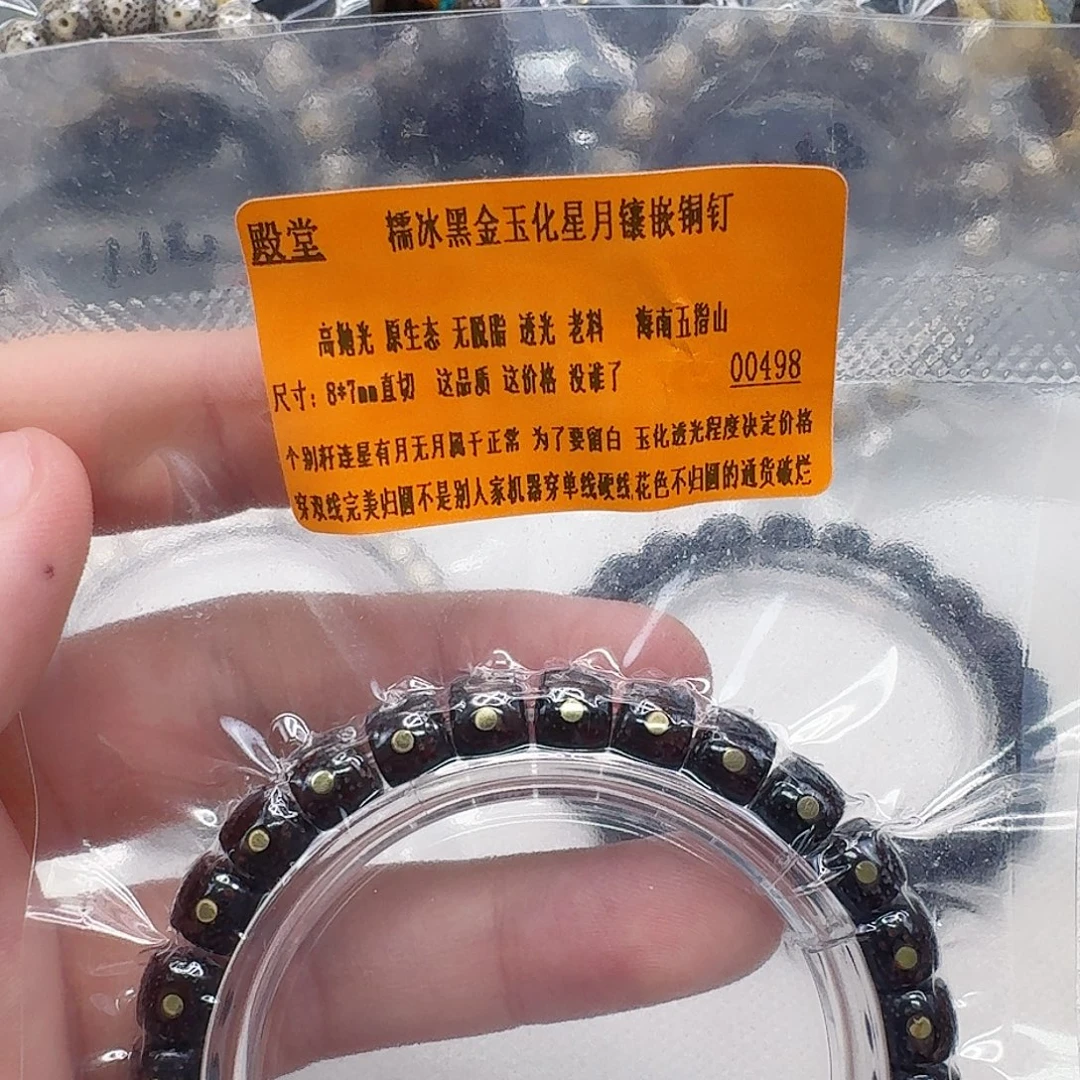 殿堂 糯冰黑金玉化星月镶嵌铜钉
高抛光 原生态 无脱脂 透光 老料 海南五指山
尺寸：8*7mm直切 这品质 这价格 没谁了 00498
个别籽连星有月无月属于正常 为了要留白 玉化透光程度决定价格
穿双线完美归圆不是别人家机器穿单线硬线花色不归圆的通货破烂